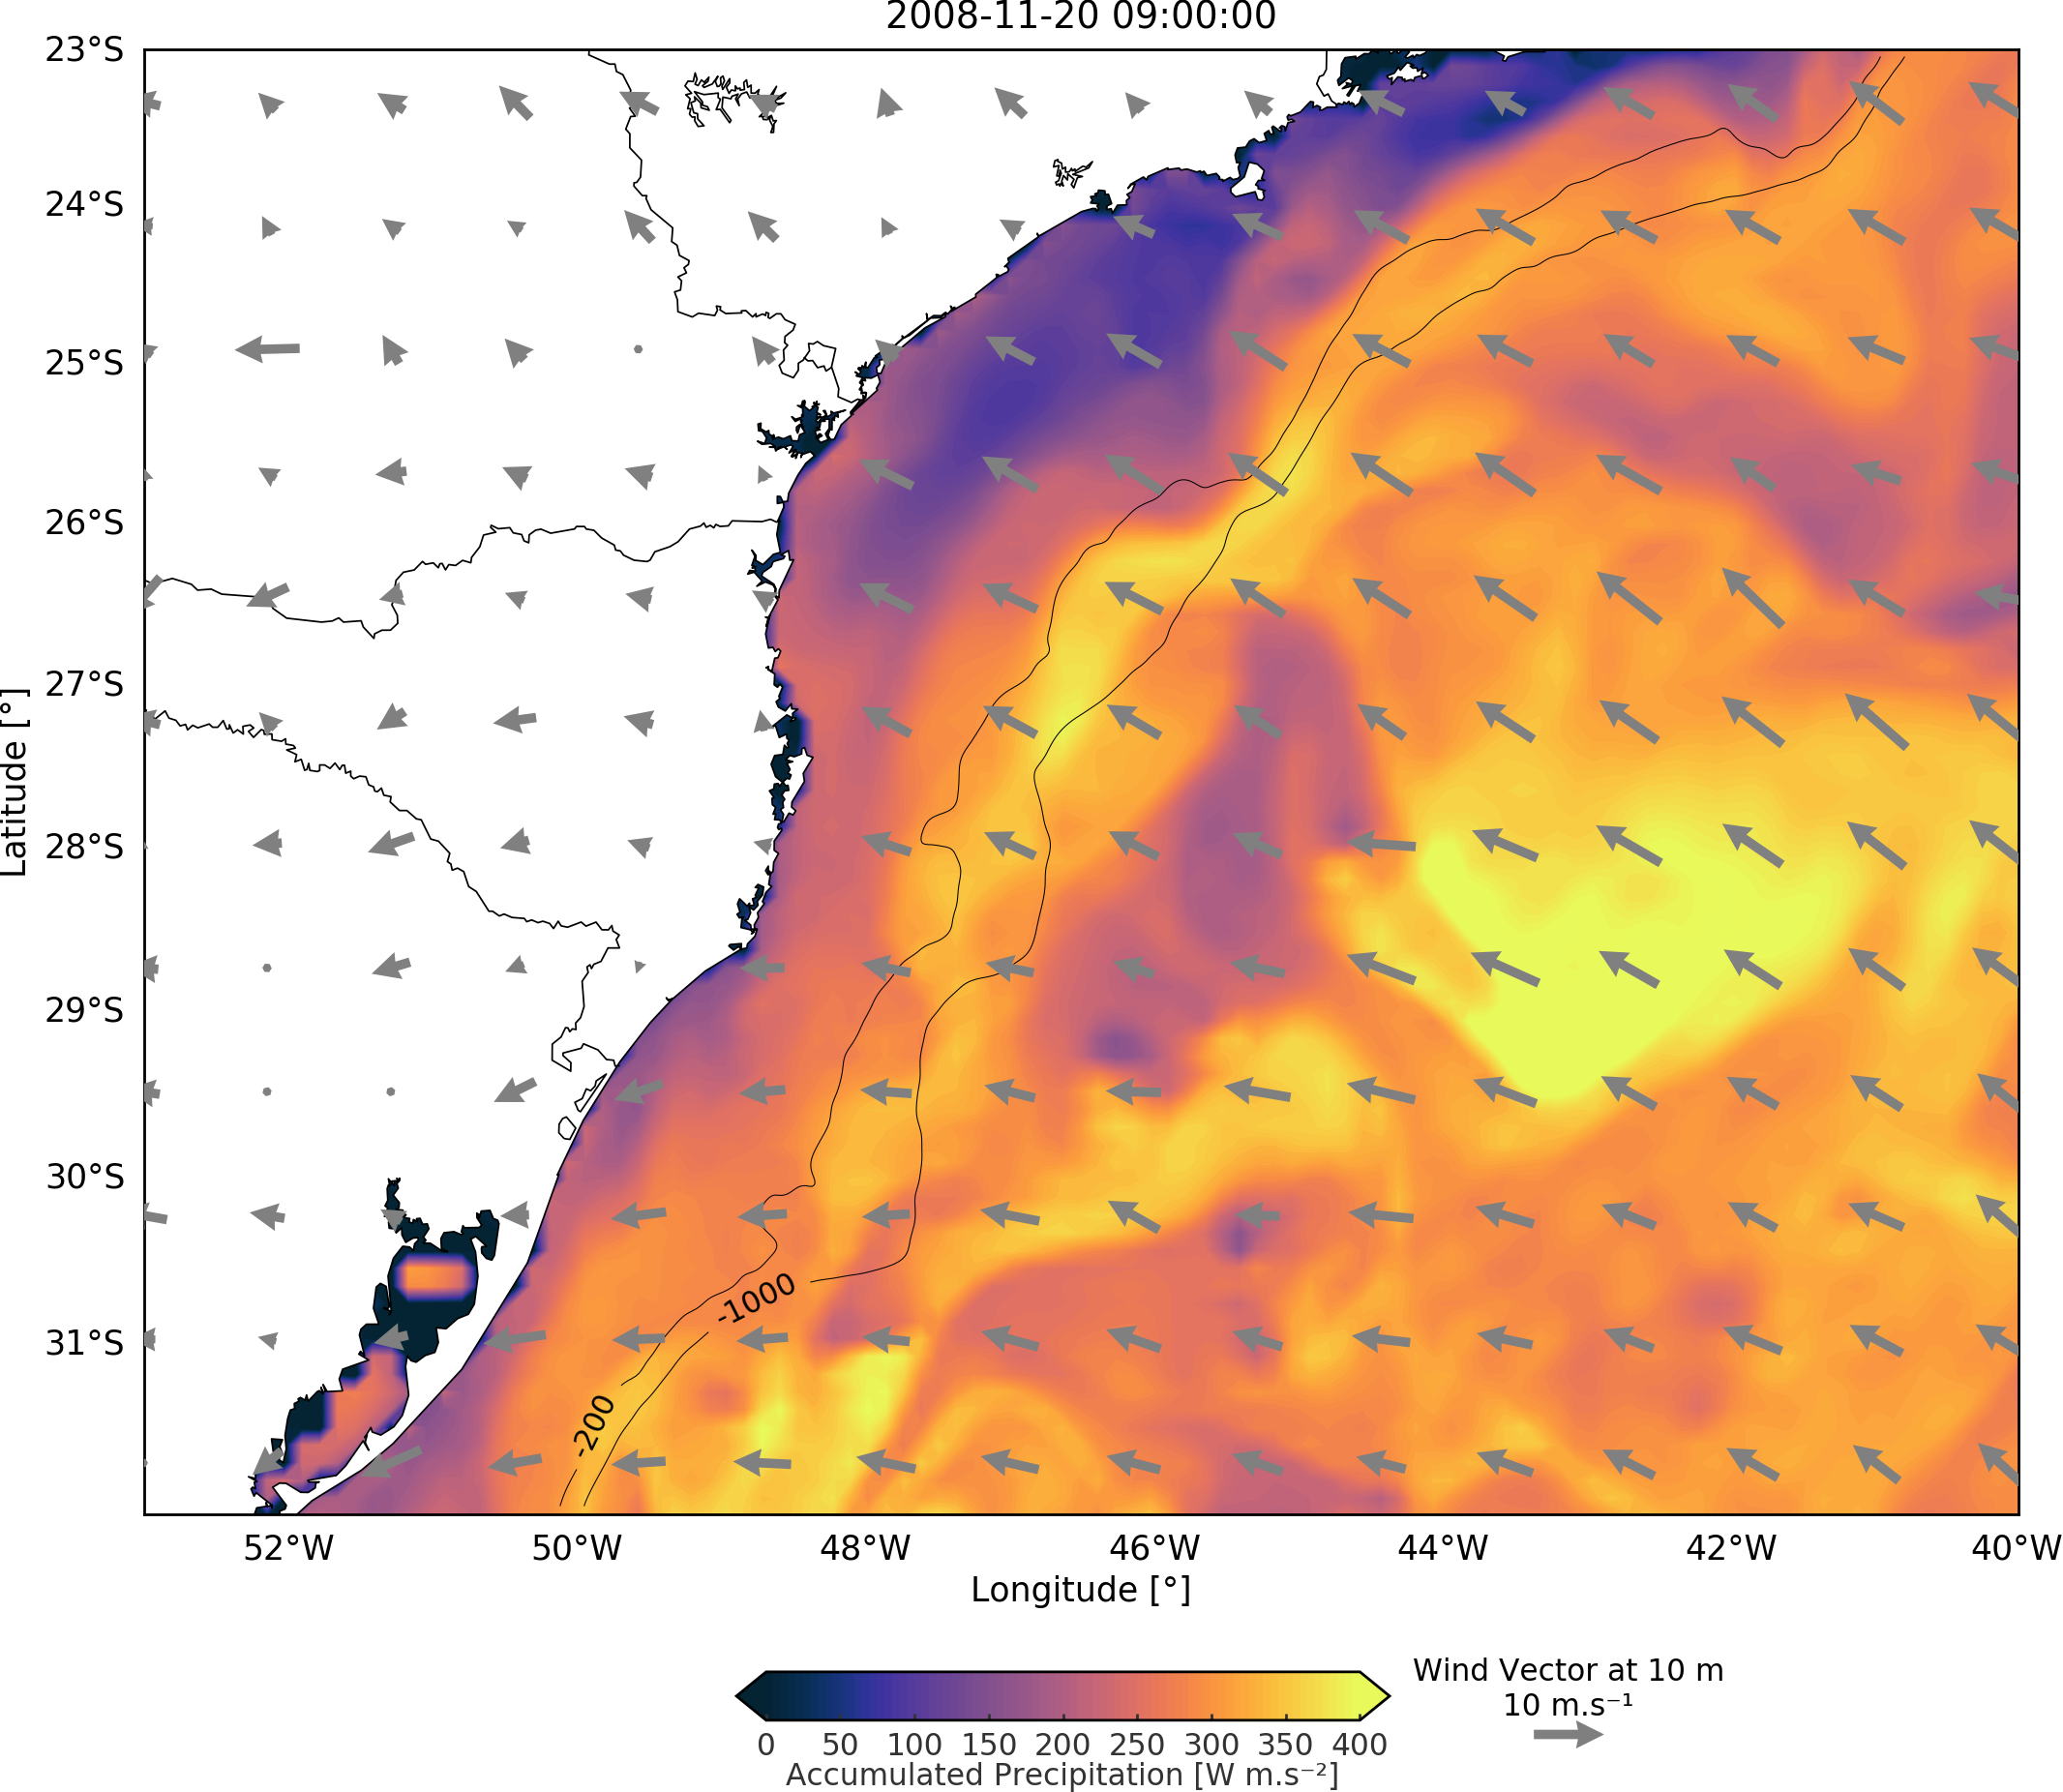 2008-11-20 09:00:00
23°S
24°S
25°S
26°S
27°S
28°S
29°S
30°S
31°S
Latitude [°]
-1000
-200
52°W
50°W
48°W
46°W
44°W
42°W
40°W
Longitude [°]
Wind Vector at 10 m
10 m.s⁻¹
0
50
100
150
200
250
300
350
400
Accumulated Precipitation [W m.s⁻²]